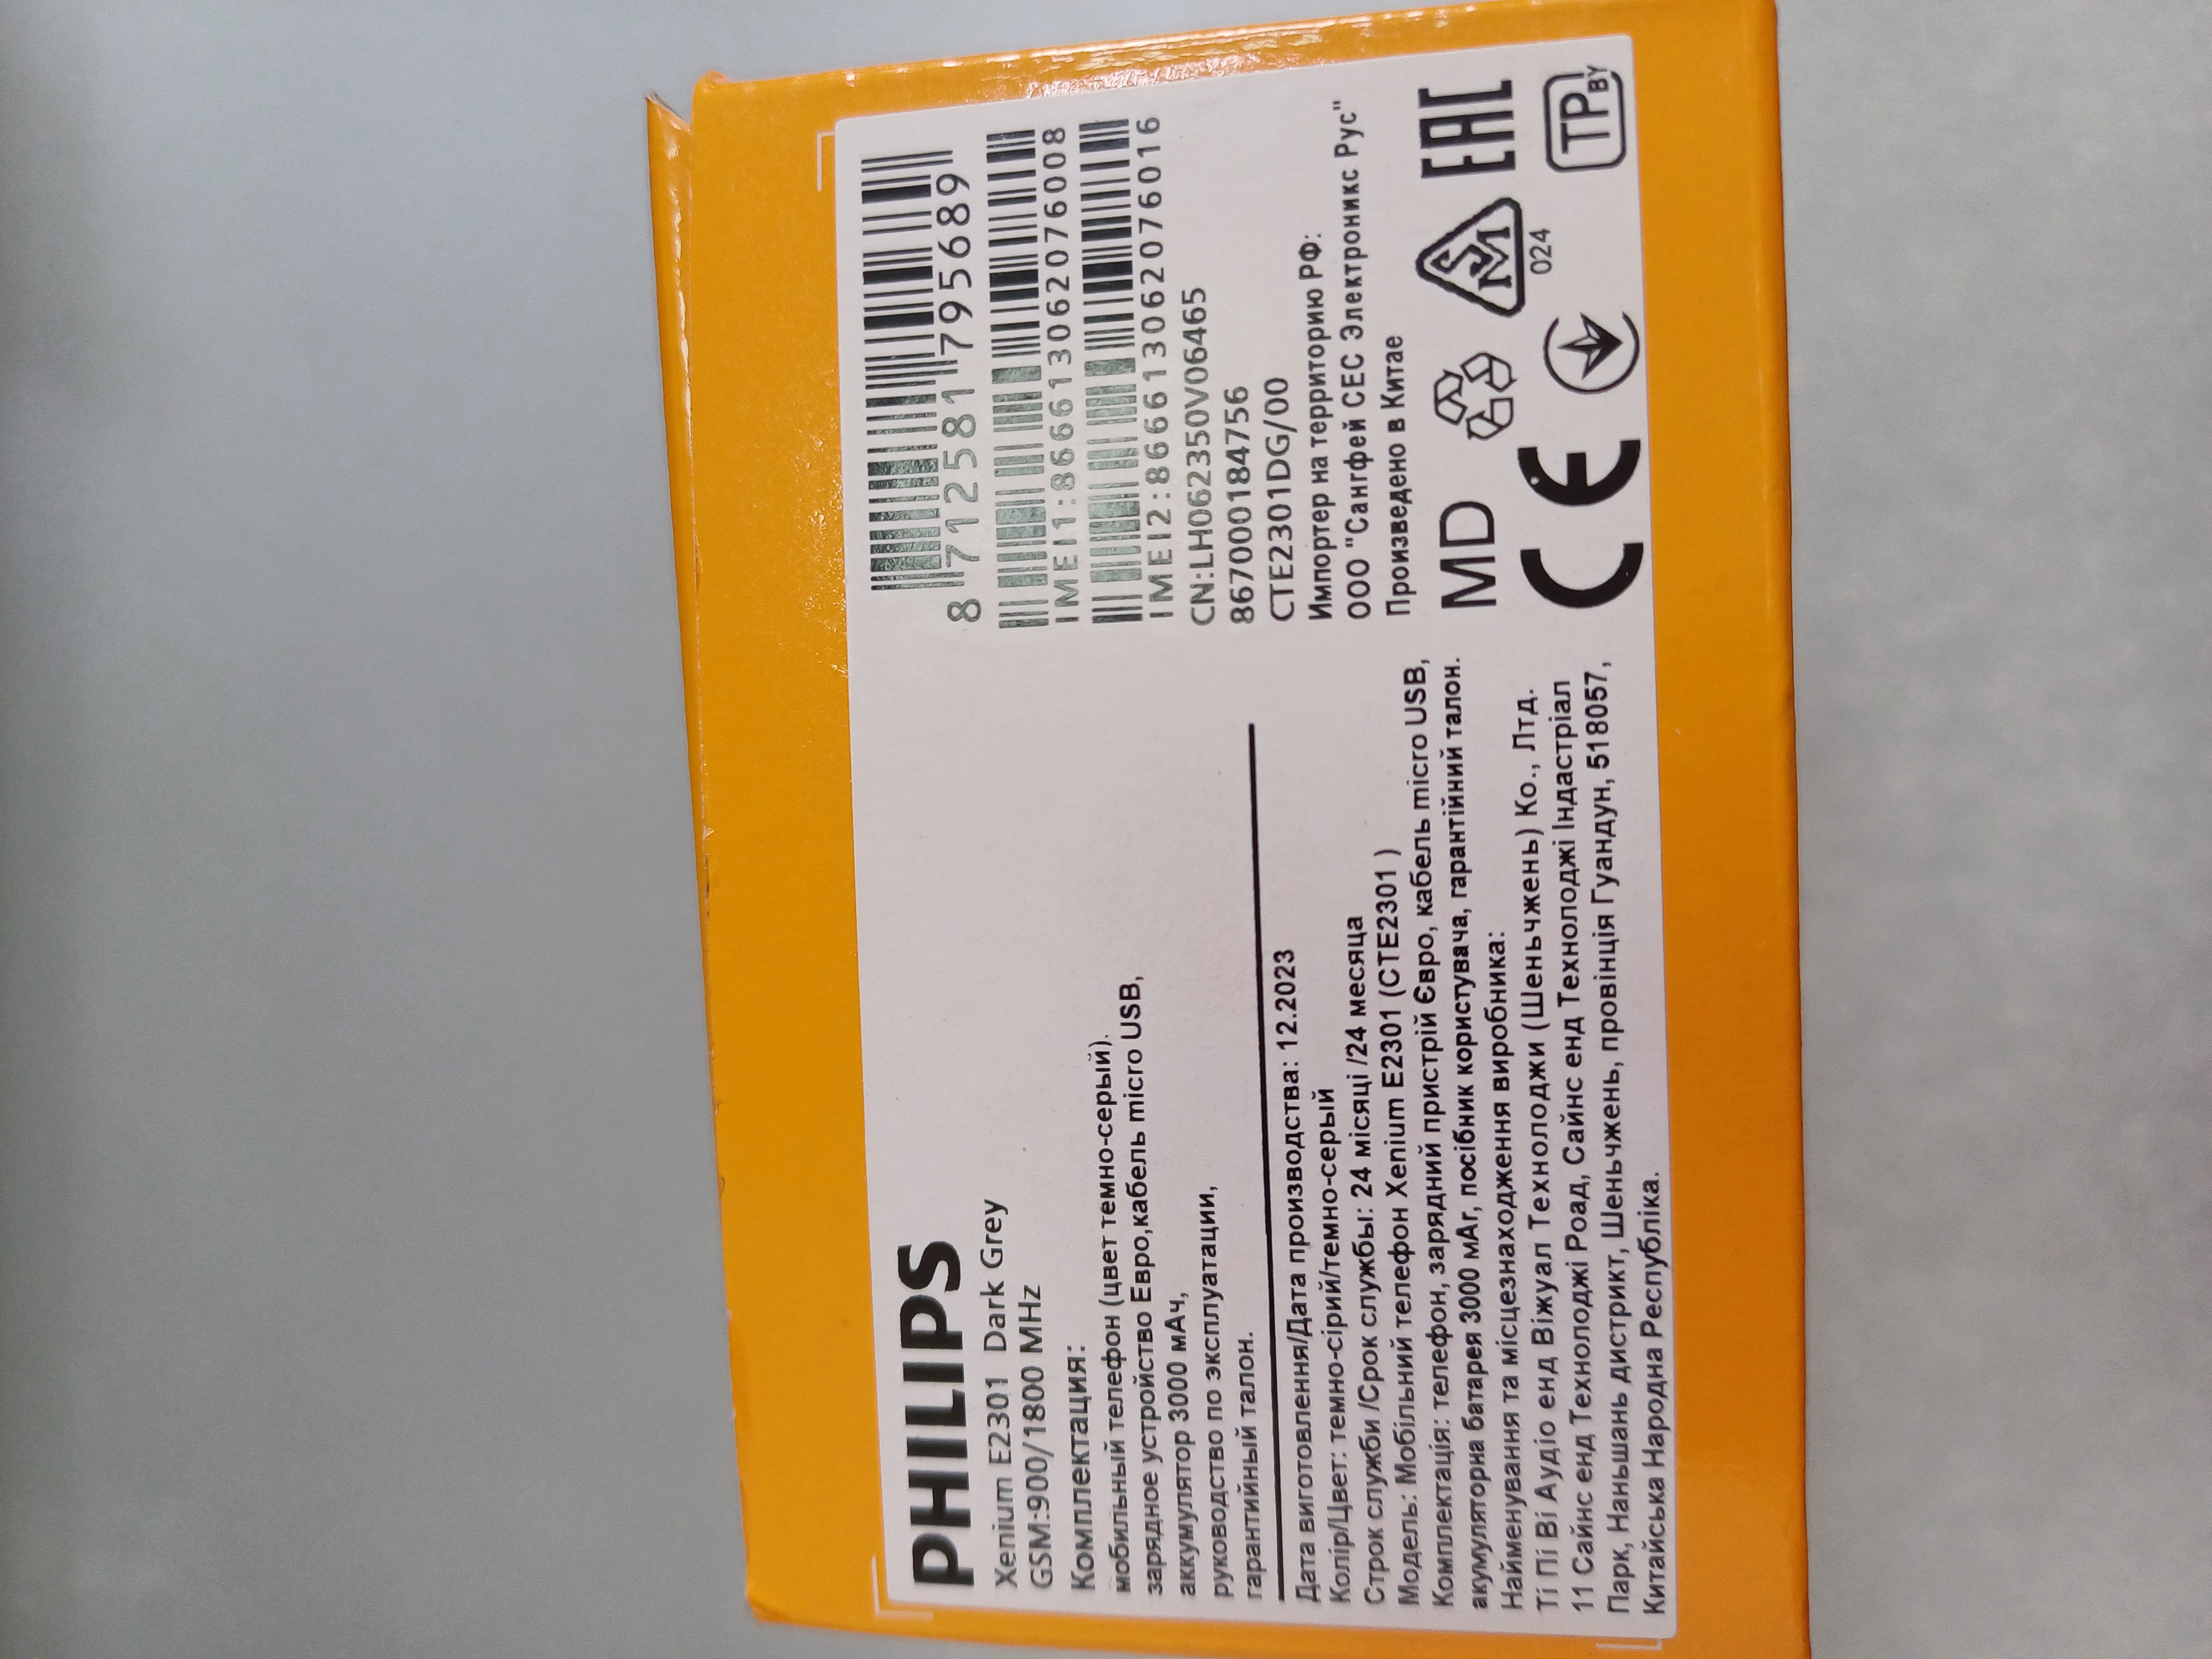 PHILIPS
Xenium E2301 Dark Grey
GSM:900/1800 MHz
Комплектация:
мобильный телефон (цвет темно-серый).
зарядное устройство Евро,кабель micro USB,
аккумулятор 3000 мАч,
руководство по эксплуатации,
гарантийный талон.
8 712581 795689
IMEI1:86613062076008
IMEI2:86613062076016
CN:LH062350V06465
867000184756
CTE2301DG/00
Импортер на территорию РФ:
ООО "Сангфей СЕС Электроникс Рус"
Произведено в Китае
MD
024
EAC
CE
TP BY
Дата виготовлення/Дата производства: 12.2023
Колір/Цвет: темно-сірий/темно-серый
Строк служби /Срок службы: 24 місяці /24 месяца
Модель: Мобільний телефон Xenium E2301 (CTE2301 )
Комплектація: телефон, зарядний пристрій Євро, кабель micro USB,
акумуляторна батарея 3000 мАг, посібник користувача, гарантійний талон.
Найменування та місцезнаходження виробника:
Ті Пі Ві Аудіо енд Віжуал Технолоджи (Шеньчжень) Ко., Лтд.
11 Сайнс енд Технолоджі Роад, Сайнс енд Технолоджі Індастріал
Парк, Наньшань дистрикт, Шеньчжень, провінція Гуандун, 518057,
Китайська Народна Республіка.